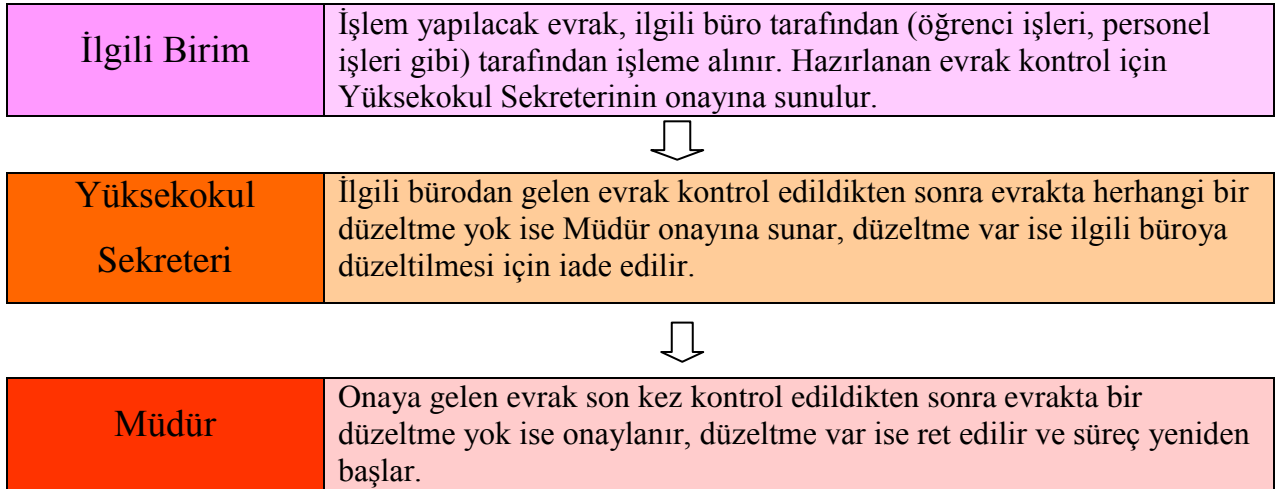 İlgili Birim
İşlem yapılacak evrak, ilgili büro tarafından (öğrenci işleri, personel
işleri gibi) tarafından işleme alınır. Hazırlanan evrak kontrol için
Yüksekokul Sekreterinin onayına sunulur.
Yüksekokul
Sekreteri
İlgili bürodan gelen evrak kontrol edildikten sonra evrakta herhangi bir
düzeltme yok ise Müdür onayına sunar, düzeltme var ise ilgili büroya
düzeltilmesi için iade edilir.
Müdür
Onaya gelen evrak son kez kontrol edildikten sonra evrakta bir
düzeltme yok ise onaylanır, düzeltme var ise ret edilir ve süreç yeniden
başlar.